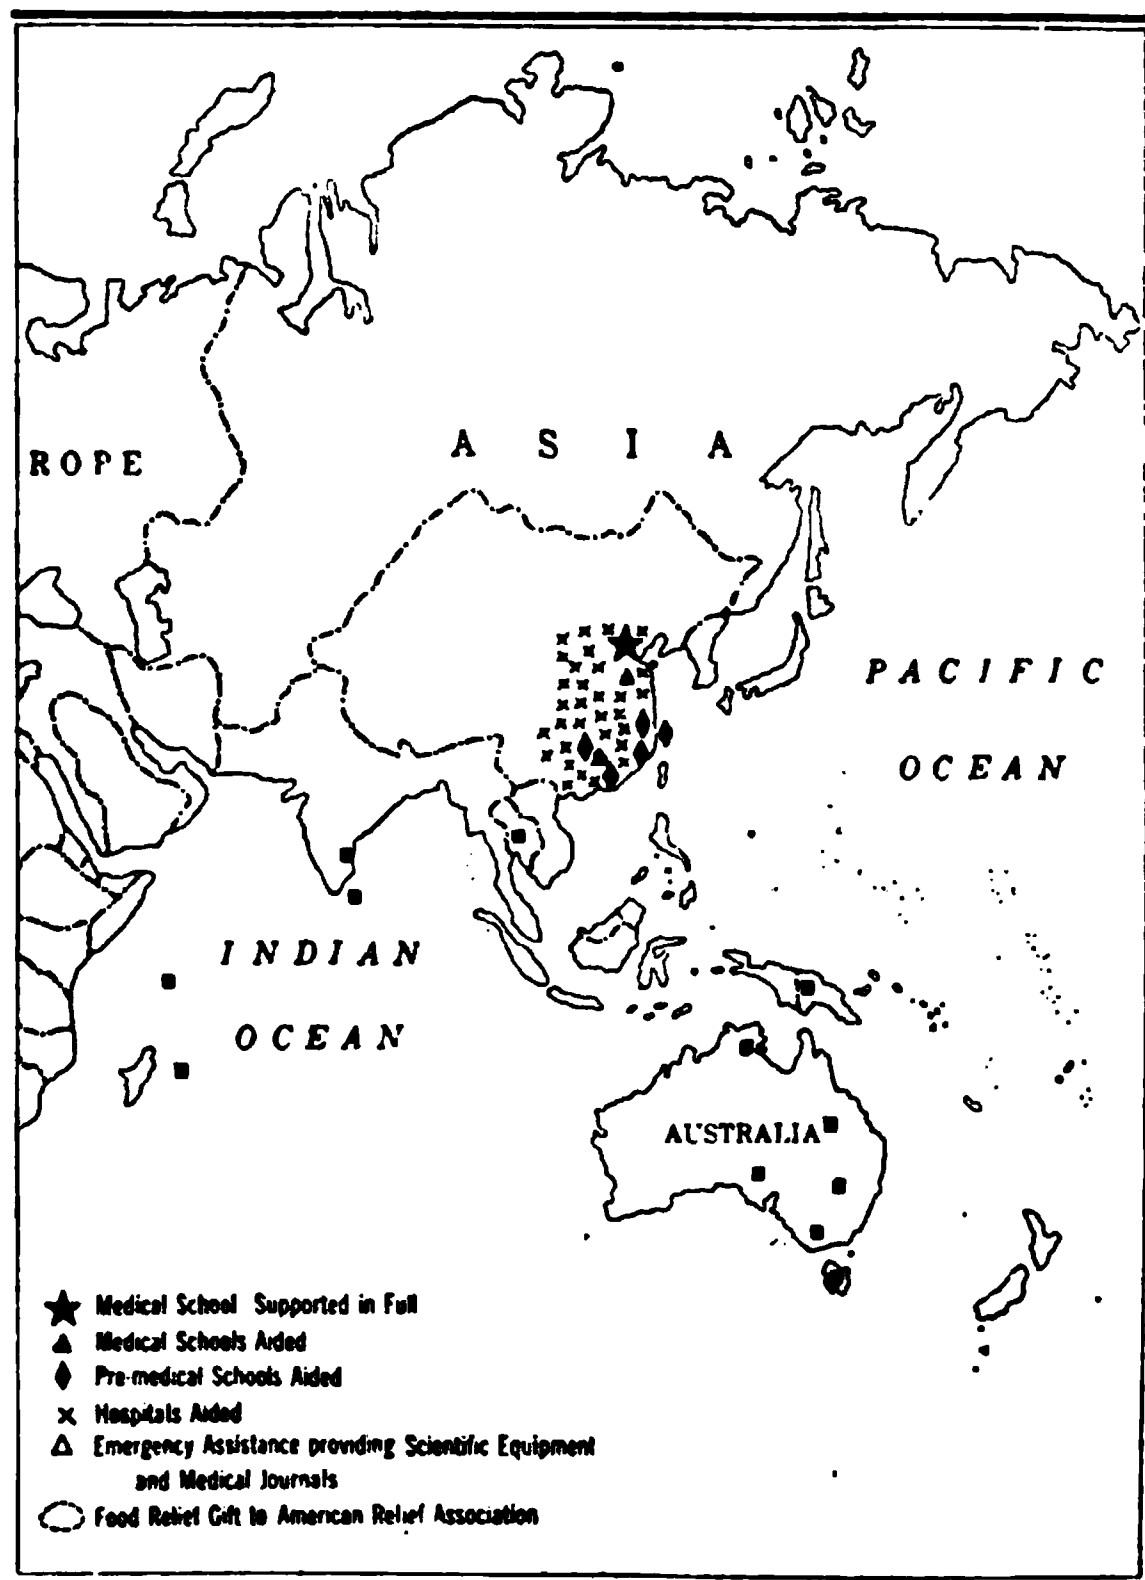 ROPE
A S I A
PACIFIC
OCEAN
INDIAN
OCEAN
AUSTRALIA
Medical School Supported in Full
Medical Schools Aided
Pre-medical Schools Aided
x Hospitals Aided
Emergency Assistance providing Scientific Equipment
and Medical Journals
Food Relief Gift to American Relief Association